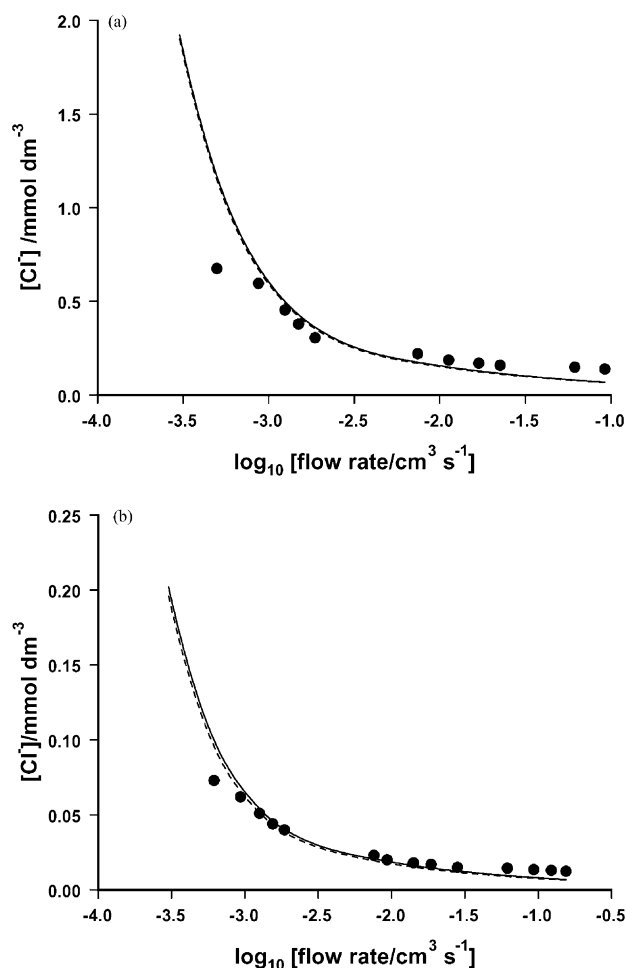 (a)
2.0
1.5
1.0
0.5
0.0
[Cl⁻] /mmol dm⁻³
-4.0 -3.5 -3.0 -2.5 -2.0 -1.5 -1.0
log₁₀ [flow rate/cm³ s⁻¹]
(b)
0.25
0.20
0.15
0.10
0.05
0.00
[Cl⁻]/mmol dm⁻³
-4.0 -3.5 -3.0 -2.5 -2.0 -1.5 -1.0 -0.5
log₁₀ [flow rate/cm³ s⁻¹]